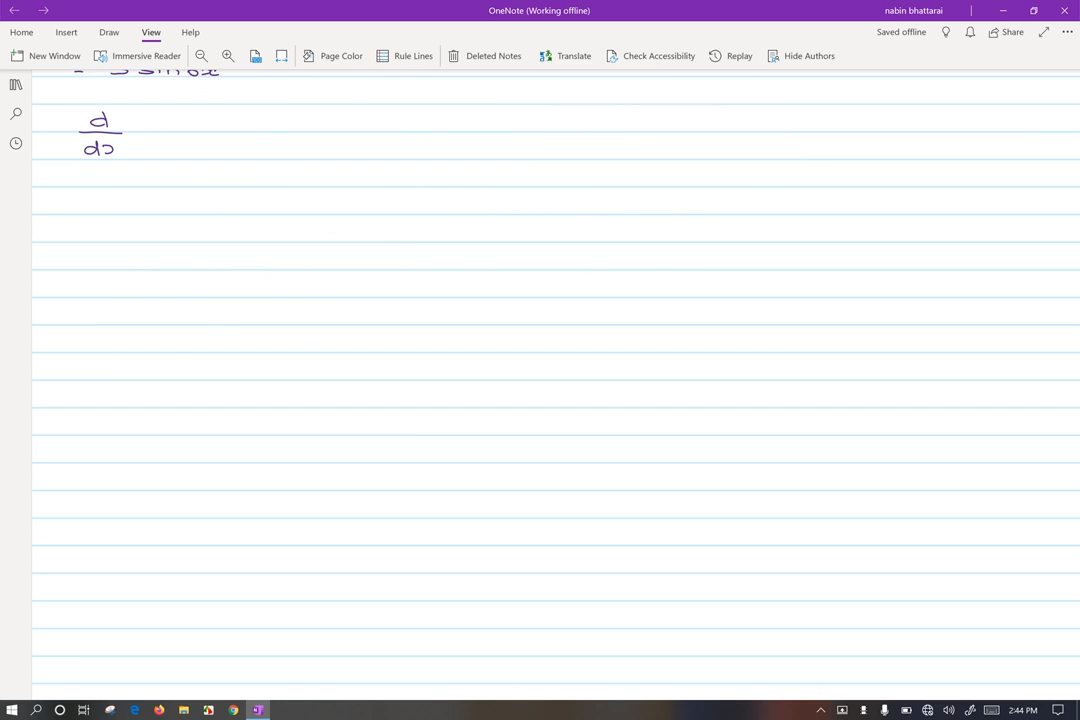 OneNote (Working offline)
nabin bhattarai
Home Insert Draw View Help
Saved offline
Share
New Window Immersive Reader Page Color Rule Lines Deleted Notes Translate Check Accessibility Replay Hide Authors
d
2:44 PM